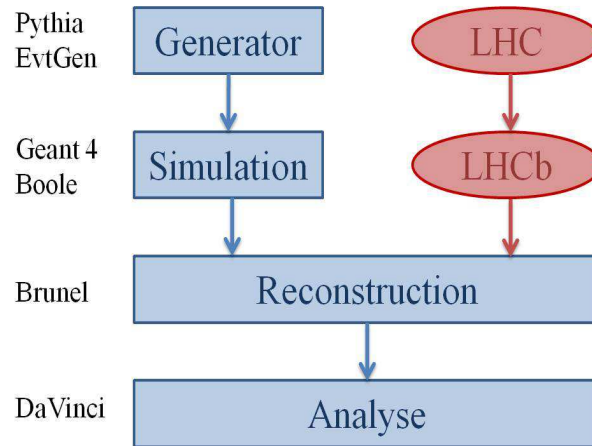 Pythia
EvtGen
Generator
LHC
Geant 4
Boole
Simulation
LHCb
Brunel
Reconstruction
DaVinci
Analyse